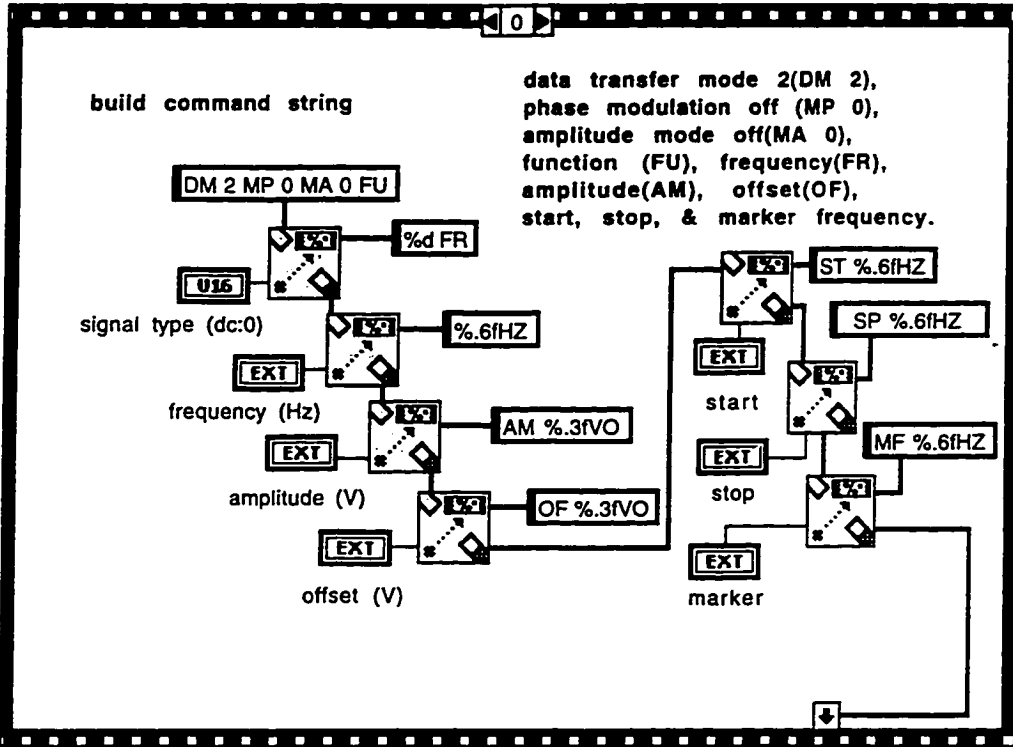 0
build command string
data transfer mode 2(DM 2),
phase modulation off (MP 0),
amplitude mode off(MA 0),
function (FU), frequency(FR),
amplitude(AM), offset(OF),
start, stop, & marker frequency.
DM 2 MP 0 MA 0 FU
%d FR
U16
signal type (dc:0)
%.6fHZ
EXT
frequency (Hz)
AM %.3fVO
EXT
amplitude (V)
OF %.3fVO
EXT
offset (V)
ST %.6fHZ
EXT
start
SP %.6fHZ
EXT
stop
MF %.6fHZ
EXT
marker